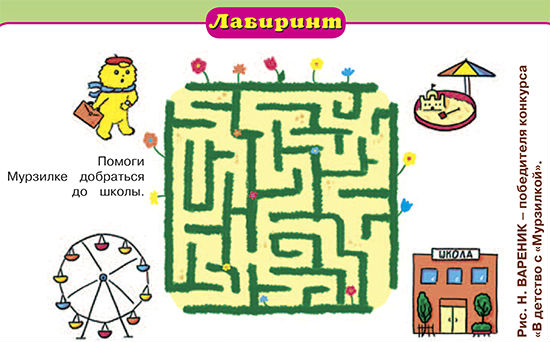 Лабиринт
Помоги
Мурзилке добраться
до школы.
ШКОЛА
Рис. Н. ВАРЕНИК – победителя конкурса
«В детство с «Мурзилкой».